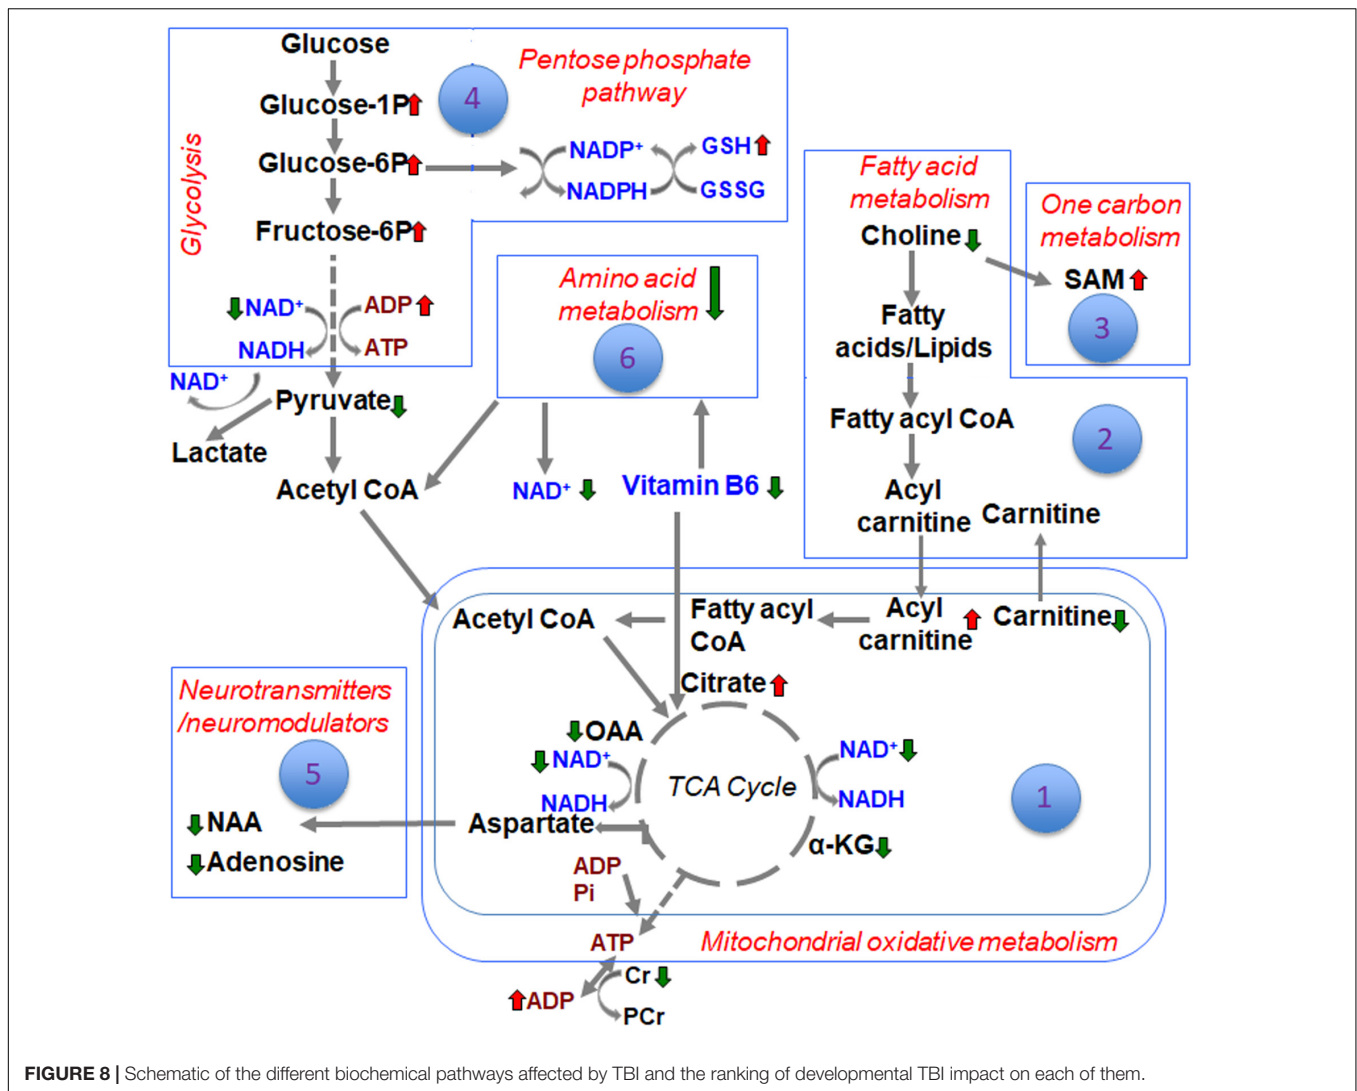 Glucose
Glucose-1P
Glucose-6P
Fructose-6P
Glycolysis
NAD+
NADH
ADP
ATP
4
Pentose phosphate
pathway
NADP+
NADPH
GSH
GSSG
NAD+
Pyruvate
Lactate
Acetyl CoA
Amino acid
metabolism
6
NAD+
Vitamin B6
Fatty acid
metabolism
Choline
Fatty
acids/Lipids
Fatty acyl CoA
Acyl
carnitine
Carnitine
2
One carbon
metabolism
SAM
3
Acetyl CoA
Fatty acyl
CoA
Acyl
carnitine
Carnitine
Citrate
OAA
NAD+
NADH
TCA Cycle
NAD+
NADH
α-KG
1
Aspartate
ADP
Pi
ATP
Mitochondrial oxidative metabolism
Cr
ADP
PCr
Neurotransmitters
/neuromodulators
5
NAA
Adenosine
FIGURE 8 | Schematic of the different biochemical pathways affected by TBI and the ranking of developmental TBI impact on each of them.